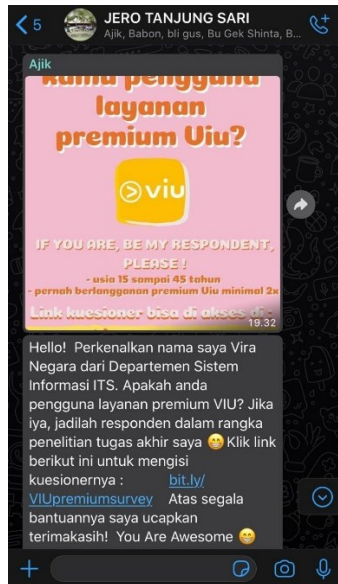 5
JERO TANJUNG SARI
Ajik, Babon, bli gus, Bu Gek Shinta, B...
Ajik
kamu pengguna
layanan
premium Viu?
viu
IF YOU ARE, BE MY RESPONDENT,
PLEASE !
- usia 15 sampai 45 tahun
- pernah berlangganan premium Viu minimal 2x
Link kuesioner bisa di akses di :
19.32
Hello! Perkenalkan nama saya Vira
Negara dari Departemen Sistem
Informasi ITS. Apakah anda
pengguna layanan premium VIU? Jika
iya, jadilah responden dalam rangka
penelitian tugas akhir saya 😁 Klik link
berikut ini untuk mengisi
kuesionernya : bit.ly/
VIUpremiumsurvey Atas segala
bantuannya saya ucapkan
terimakasih! You Are Awesome 😁